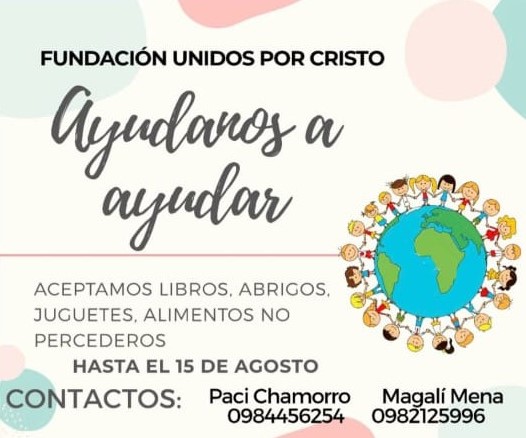 FUNDACIÓN UNIDOS POR CRISTO
Ayudanos a
ayudar
ACEPTAMOS LIBROS, ABRIGOS,
JUGUETES, ALIMENTOS NO
PERCEDEROS
HASTA EL 15 DE AGOSTO
CONTACTOS: Paci Chamorro Magalí Mena
0984456254 0982125996